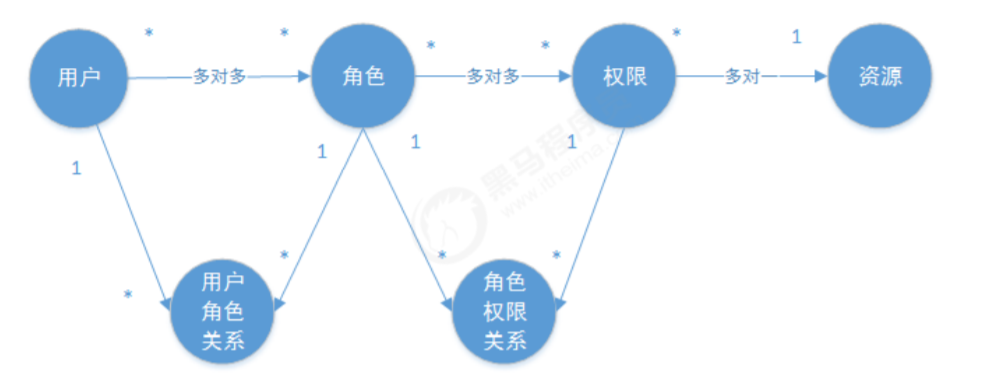 * * * * * 1
用户 多对多 角色 多对多 权限 多对一 资源
1 1 1 1
* * * *
用户
角色
关系
角色
权限
关系
黑马程序
www.itheima.c